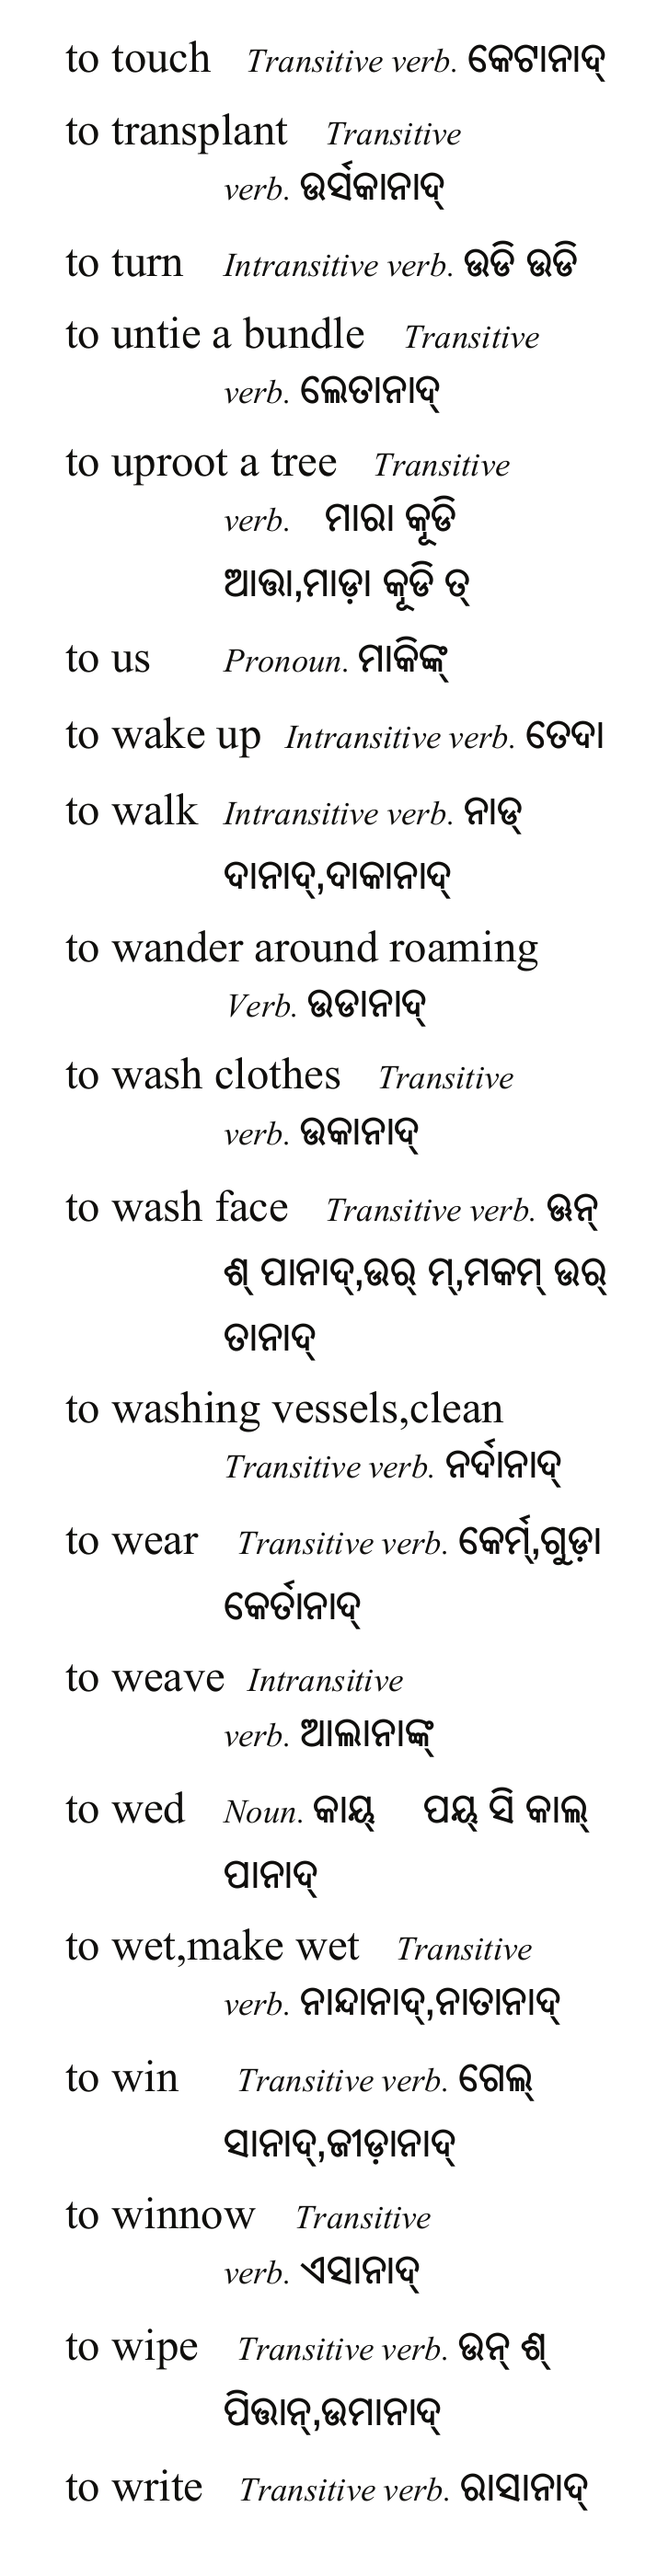 to touch Transitive verb. କେଟାନାଦ୍
to transplant Transitive
verb. ଉର୍ସକାନାଦ୍
to turn Intransitive verb. ଉଡି ଉଡି
to untie a bundle Transitive
verb. ଲେତାନାଦ୍
to uproot a tree Transitive
verb. ମାରା କୂଡି
ଆତ୍ତା,ମାଡ଼ା କୂଡି ତ୍
to us Pronoun. ମାକିଙ୍କ୍
to wake up Intransitive verb. ତେଦା
to walk Intransitive verb. ନାଡ୍
ଦାନାଦ୍,ଦାକାନାଦ୍
to wander around roaming
Verb. ଉଡାନାଦ୍
to wash clothes Transitive
verb. ଉକାନାଦ୍
to wash face Transitive verb. ଊନ୍
ଶ୍ ପାନାଦ୍,ଉର୍ ମ୍,ମକମ୍ ଉର୍
ତାନାଦ୍
to washing vessels,clean
Transitive verb. ନର୍ଦାନାଦ୍
to wear Transitive verb. କେର୍ମ୍,ଗୁଡ଼ା
କେର୍ତାନାଦ୍
to weave Intransitive
verb. ଆଲାନାଙ୍କ୍
to wed Noun. କାୟ୍ ପୟ୍ ସି କାଲ୍
ପାନାଦ୍
to wet,make wet Transitive
verb. ନାନ୍ଦାନାଦ୍,ନାତାନାଦ୍
to win Transitive verb. ଗେଲ୍
ସାନାଦ୍,ଜୀଡ଼ାନାଦ୍
to winnow Transitive
verb. ଏସାନାଦ୍
to wipe Transitive verb. ଉନ୍ ଶ୍
ପିତ୍ତାନ୍,ଉମାନାଦ୍
to write Transitive verb. ରାସାନାଦ୍